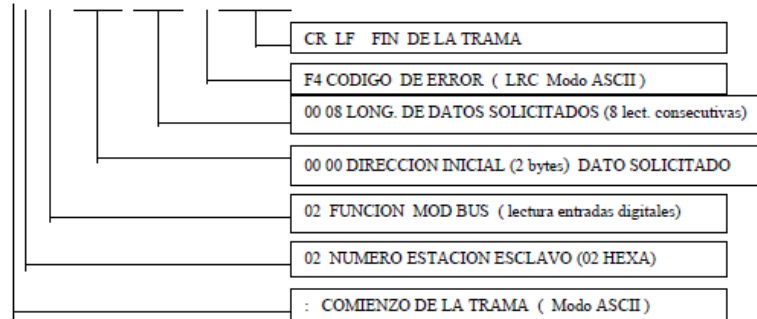 CR LF FIN DE LA TRAMA
F4 CODIGO DE ERROR ( LRC Modo ASCII )
00 08 LONG. DE DATOS SOLICITADOS (8 lect. consecutivas)
00 00 DIRECCION INICIAL (2 bytes) DATO SOLICITADO
02 FUNCION MOD BUS ( lectura entradas digitales)
02 NUMERO ESTACION ESCLAVO (02 HEXA)
: COMIENZO DE LA TRAMA ( Modo ASCII )